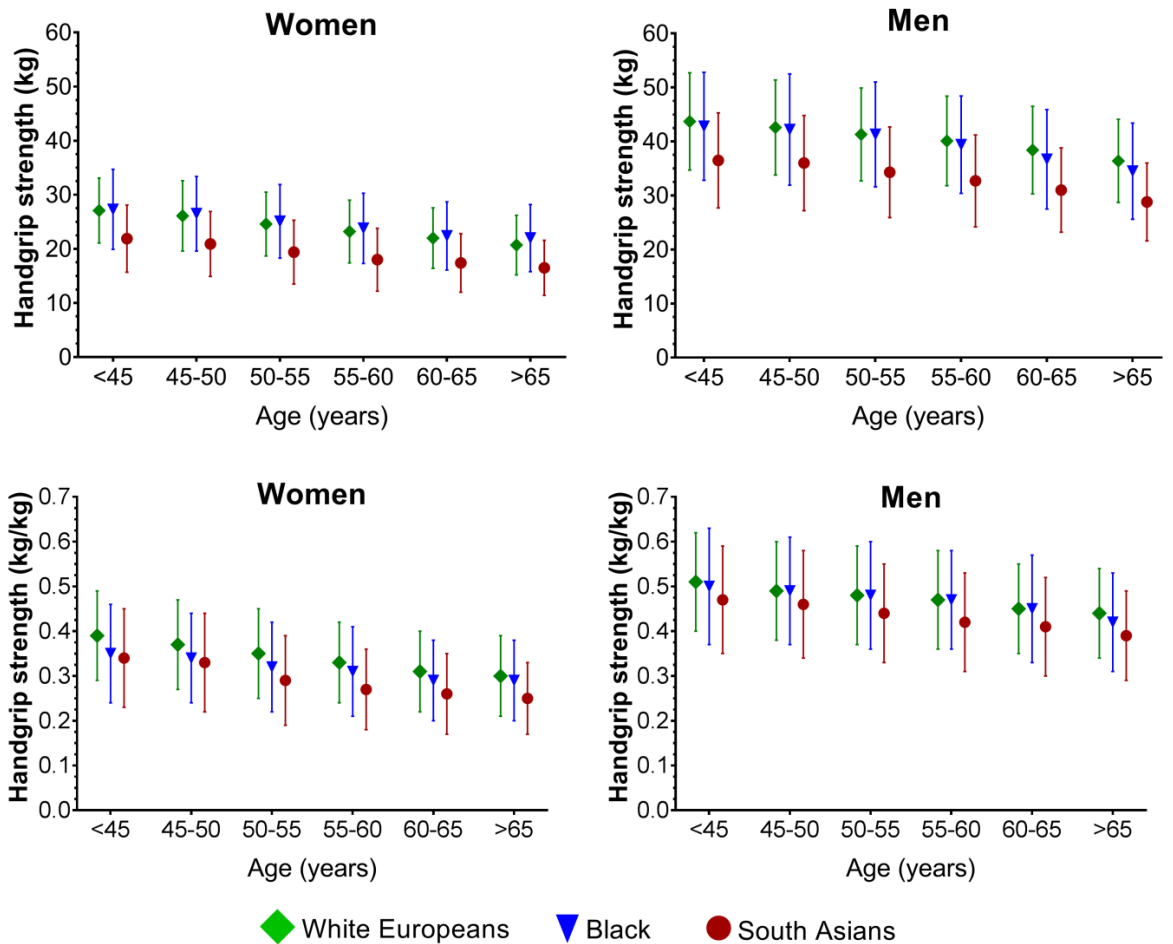 Women
Handgrip strength (kg)
60
50
40
30
20
10
0
<45 45-50 50-55 55-60 60-65 >65
Age (years)
Men
Handgrip strength (kg)
60
50
40
30
20
10
0
<45 45-50 50-55 55-60 60-65 >65
Age (years)
Women
Handgrip strength (kg/kg)
0.7
0.6
0.5
0.4
0.3
0.2
0.1
0.0
<45 45-50 50-55 55-60 60-65 >65
Age (years)
Men
Handgrip strength (kg/kg)
0.7
0.6
0.5
0.4
0.3
0.2
0.1
0.0
<45 45-50 50-55 55-60 60-65 >65
Age (years)
White Europeans Black South Asians